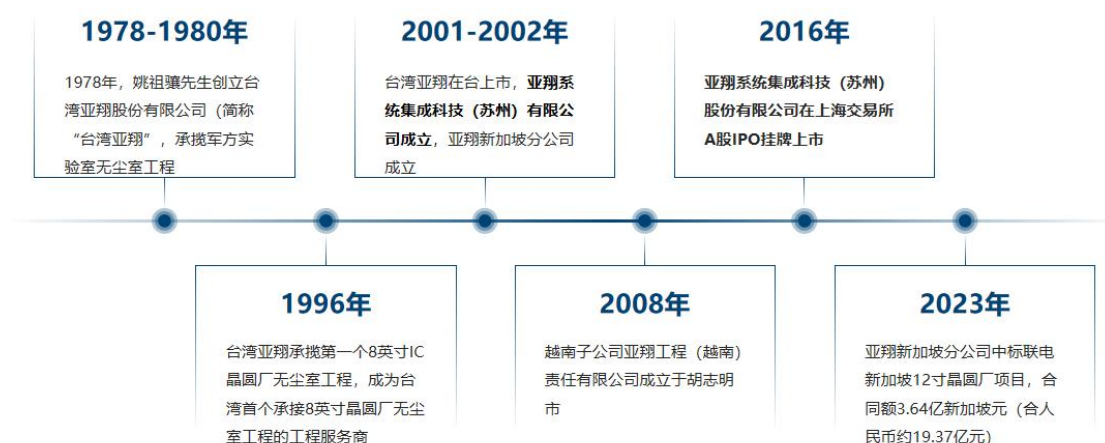 1978-1980年
1978年，姚祖骧先生创立台
湾亚翔股份有限公司（简称
“台湾亚翔”，承揽军方实
验室无尘室工程
2001-2002年
台湾亚翔在台上市，亚翔系
统集成科技（苏州）有限公
司成立，亚翔新加坡分公司
成立
2016年
亚翔系统集成科技（苏州）
股份有限公司在上海交易所
A股IPO挂牌上市
1996年
台湾亚翔承揽第一个8英寸IC
晶圆厂无尘室工程，成为台
湾首个承接8英寸晶圆厂无尘
室工程的工程服务商
2008年
越南子公司亚翔工程（越南）
责任有限公司成立于胡志明
市
2023年
亚翔新加坡分公司中标联电
新加坡12寸晶圆厂项目，合
同额3.64亿新加坡元（合人
民币约19.37亿元）